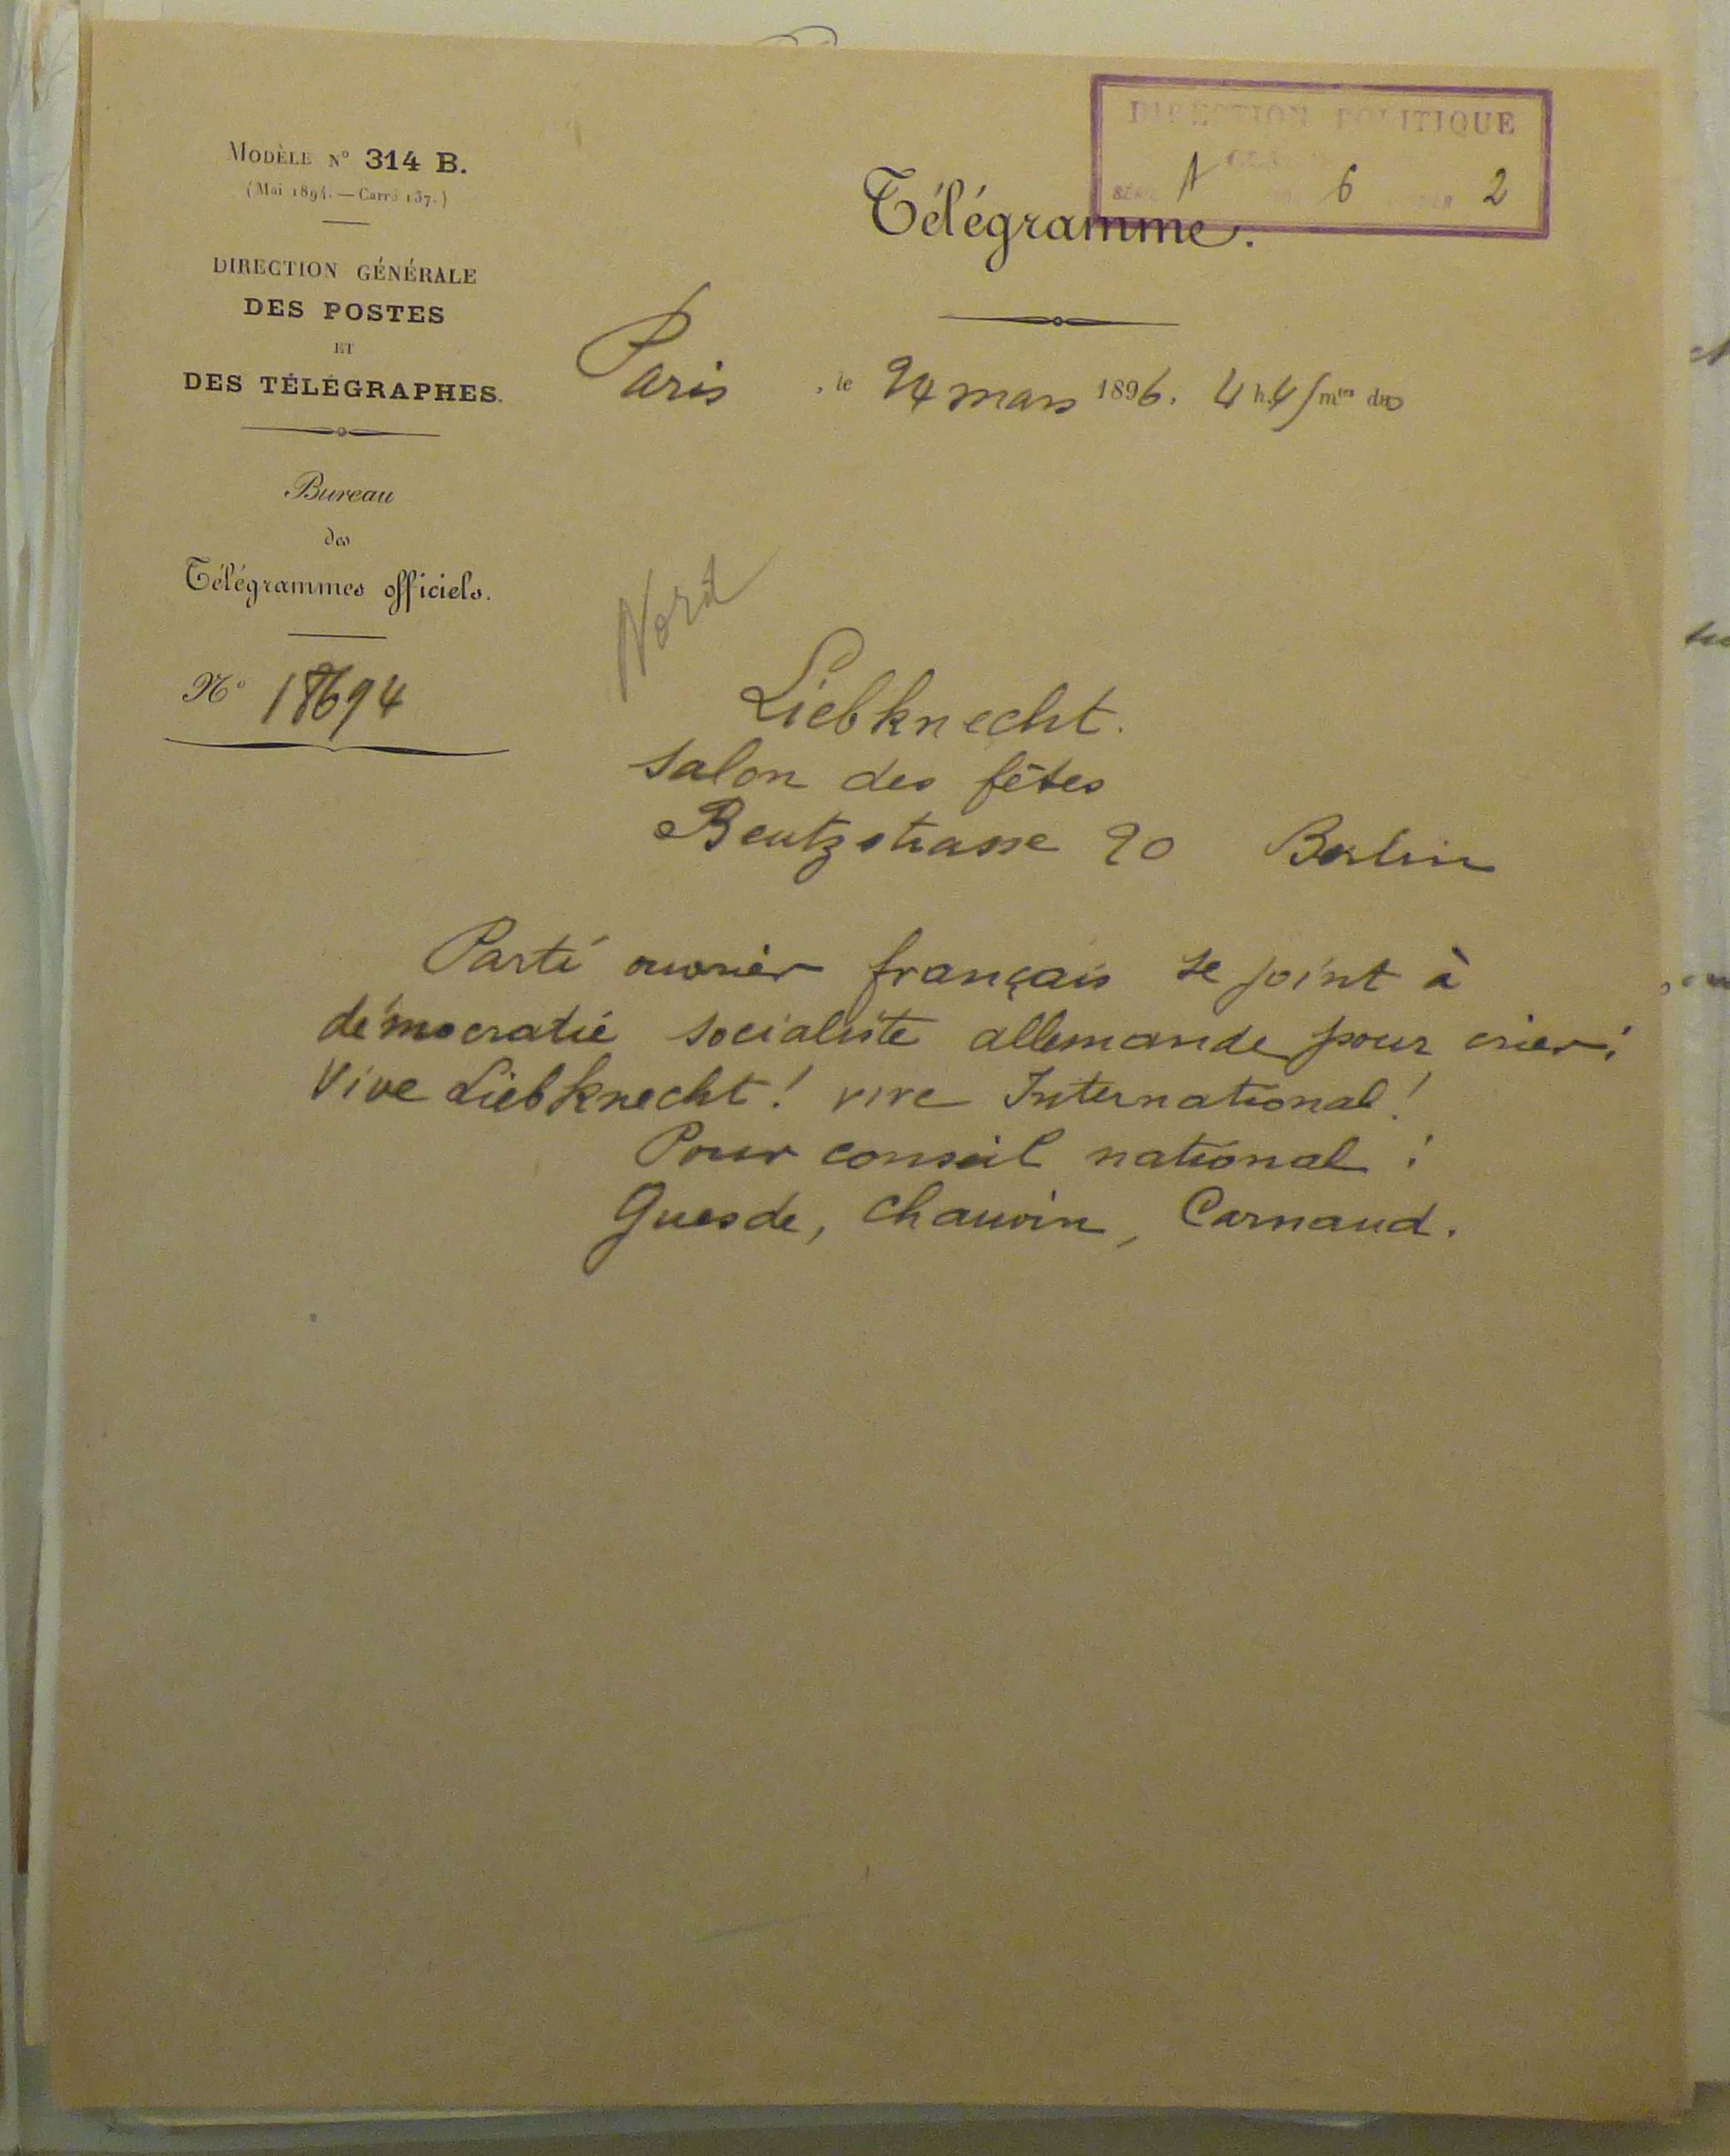 DIRECTION POLITIQUE
A 6 2
MODÈLE N° 314 B.
(Mai 1894. — Carré 137.)
DIRECTION GÉNÉRALE
DES POSTES
ET
DES TÉLÉGRAPHES.
Bureau
des
Télégrammes officiels.
N° 18694
Télégramme.
Paris, le 24 mars 1896. 4 h. 45 mtes du s
Nord
Liebknecht.
salon des fêtes
Beutzstrasse 20 Berlin
Parti ouvrier français se joint à
démocratie socialiste allemande pour crier:
Vive Liebknecht! vive International!
Pour conseil national:
Guesde, Chauvin, Carnaud.